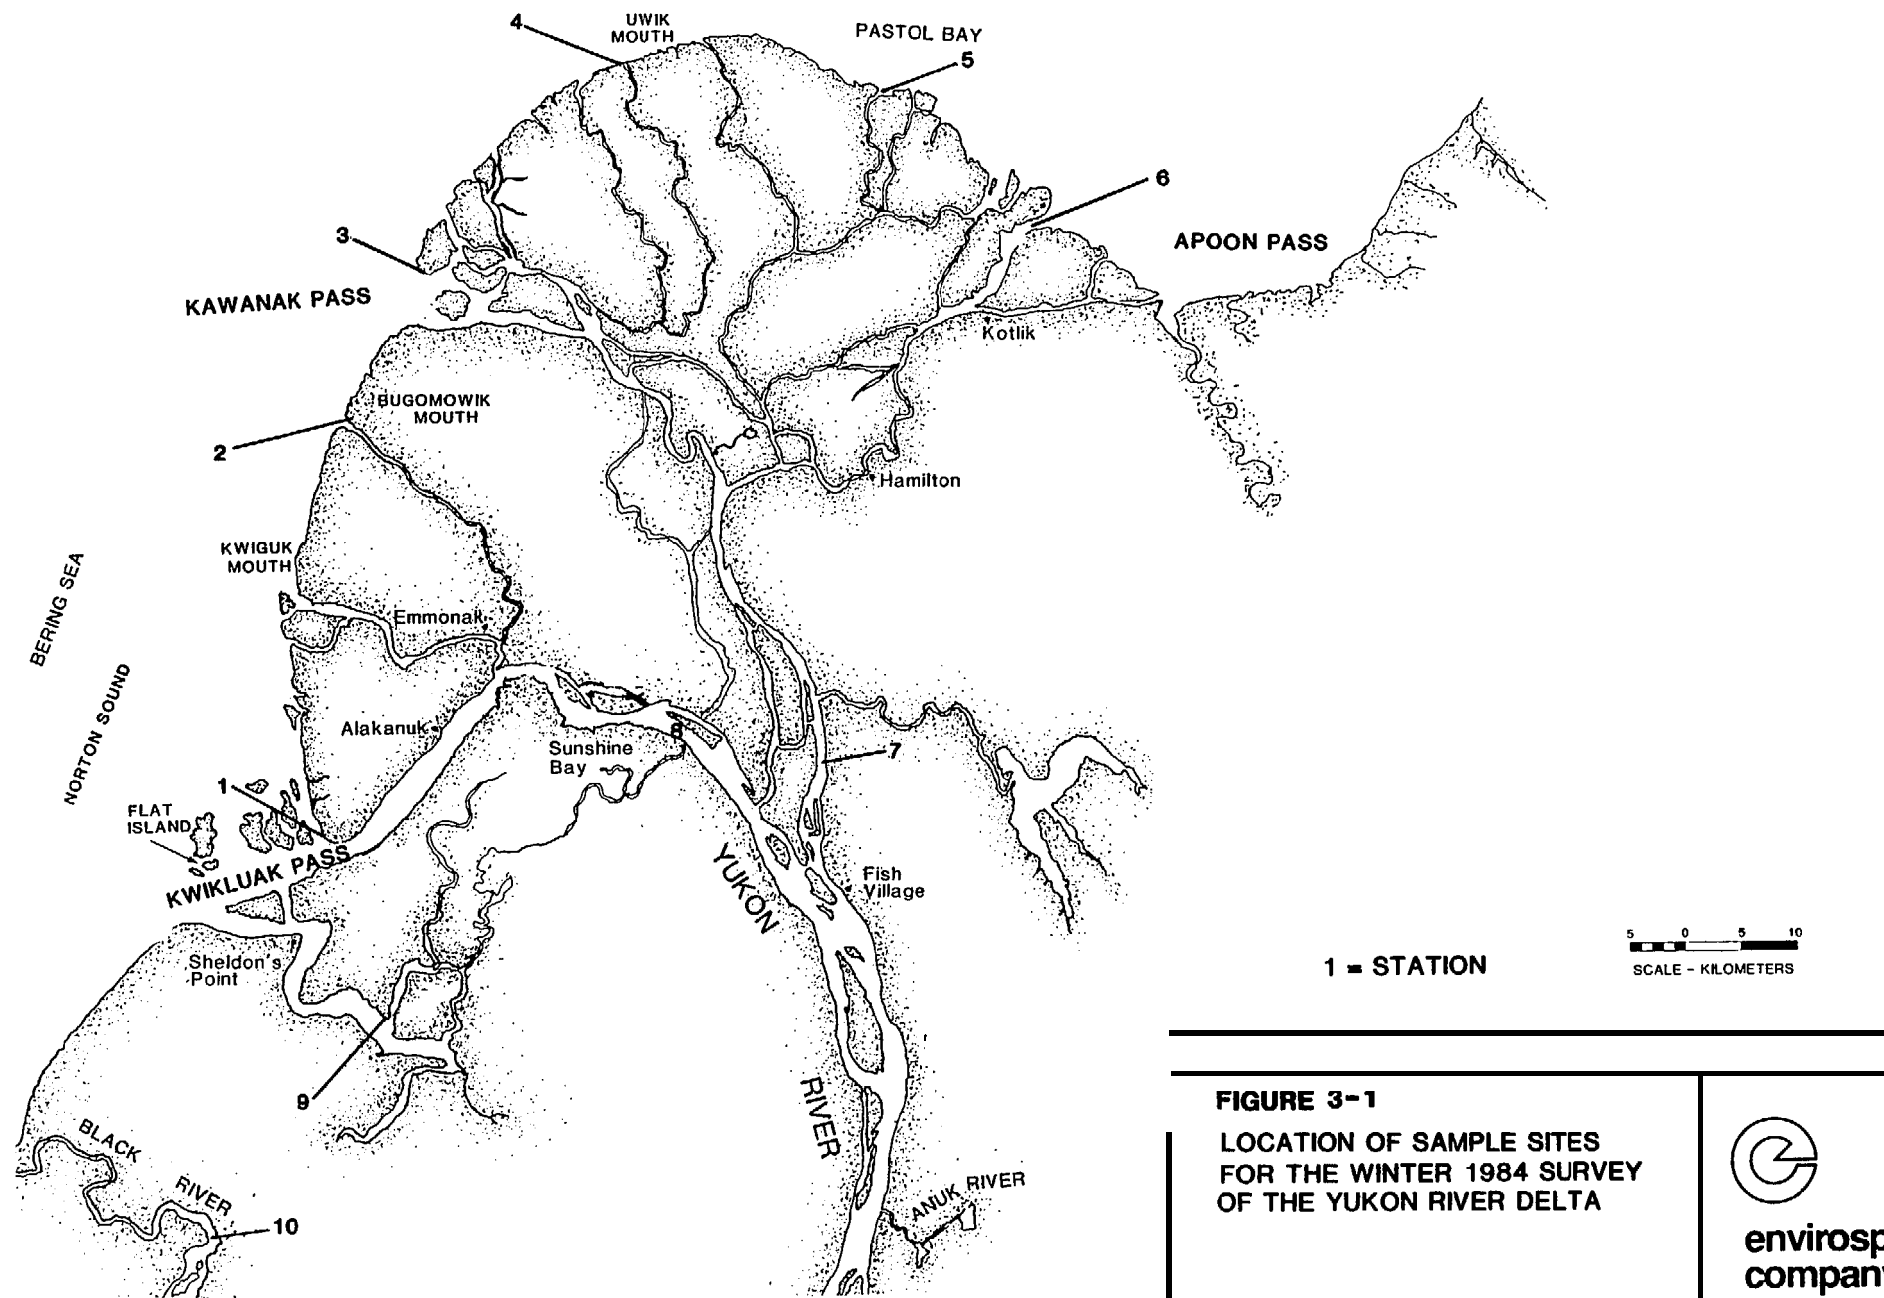 4
UWIK
MOUTH
PASTOL BAY
5
6
3
APOON PASS
KAWANAK PASS
Kotlik
BUGOMOWIK
MOUTH
2
Hamilton
KWIGUK
MOUTH
BERING SEA
Emmonak
NORTON SOUND
Alakanuk
8
Sunshine
Bay
7
1
FLAT
ISLAND
KWIKLUAK PASS
YUKON
Fish
Village
Sheldon's
Point
1 = STATION
5 0 5 10
SCALE - KILOMETERS
9
RIVER
BLACK
RIVER
10
ANUK RIVER
FIGURE 3-1
LOCATION OF SAMPLE SITES
FOR THE WINTER 1984 SURVEY
OF THE YUKON RIVER DELTA
envirosp
compan